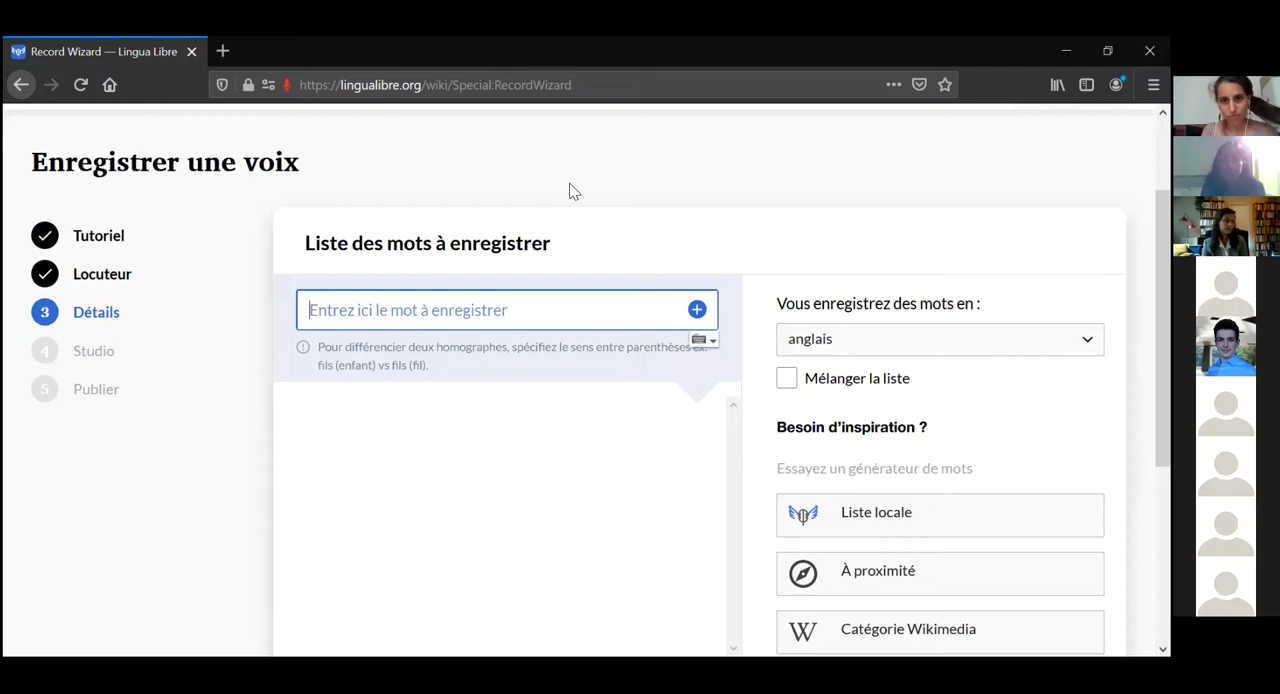 Record Wizard — Lingua Libre
https://lingualibre.org/wiki/Special:RecordWizard
Enregistrer une voix
Tutoriel
Locuteur
3 Détails
4 Studio
5 Publier
Liste des mots à enregistrer
Entrez ici le mot à enregistrer
Pour différencier deux homographes, spécifiez le sens entre parenthèses ex:
fils (enfant) vs fils (fil).
Vous enregistrez des mots en :
anglais
Mélanger la liste
Besoin d'inspiration ?
Essayez un générateur de mots
Liste locale
À proximité
W Catégorie Wikimedia